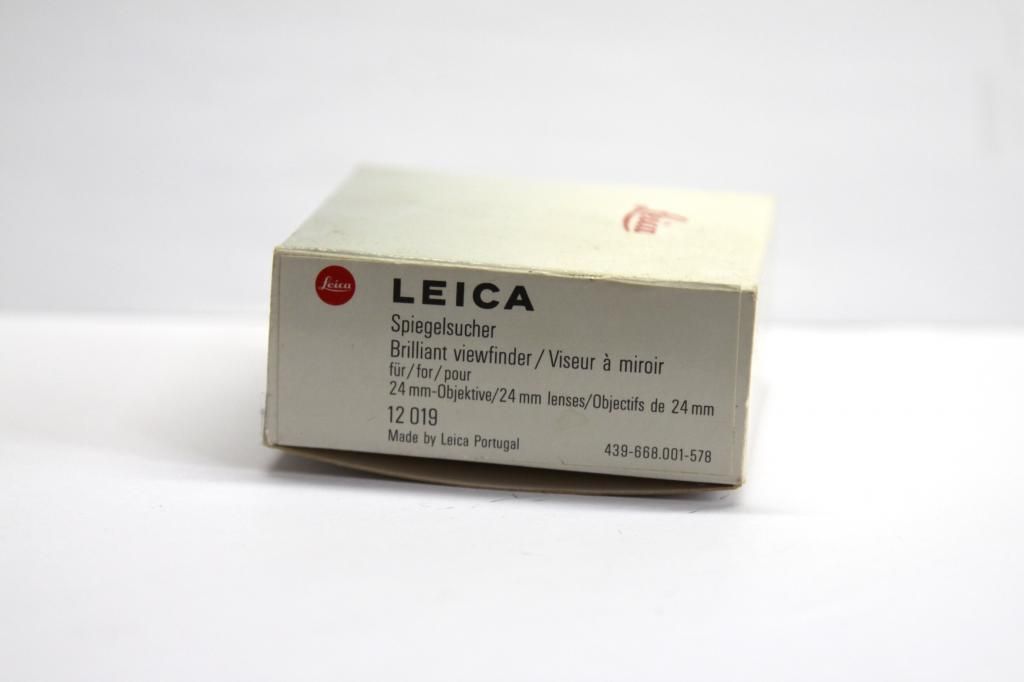 Leica
Leica
LEICA
Spiegelsucher
Brilliant viewfinder / Viseur à miroir
für/for/pour
24 mm-Objektive/24 mm lenses/Objectifs de 24 mm
12 019
Made by Leica Portugal
439-668.001-578